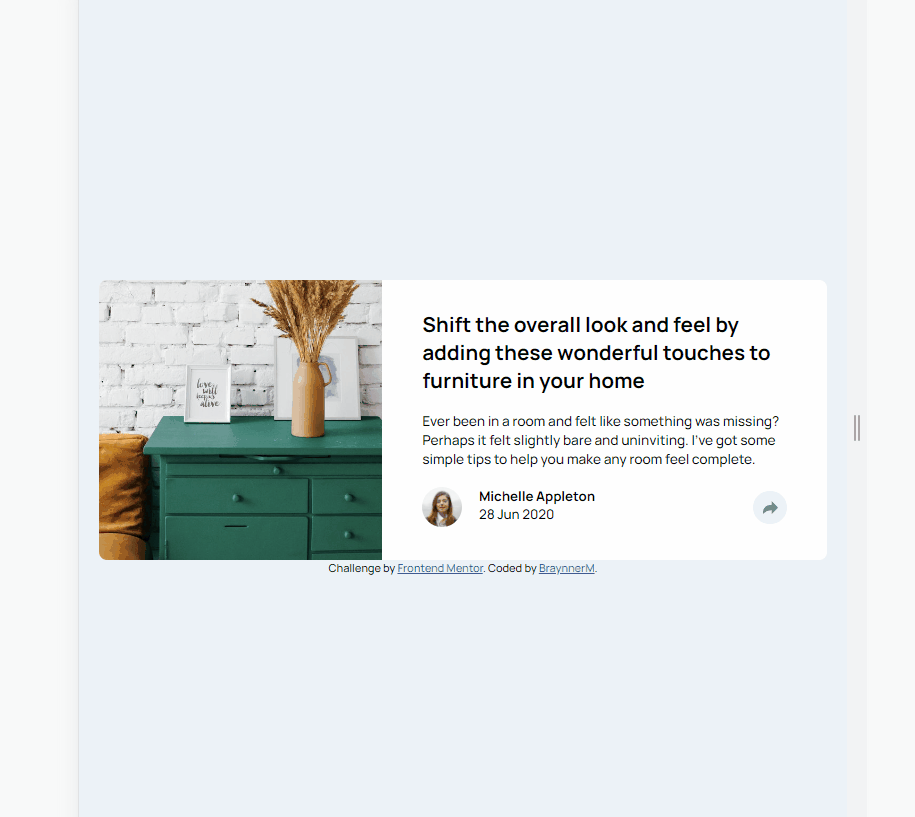 love
will
keep us
alive
Shift the overall look and feel by
adding these wonderful touches to
furniture in your home
Ever been in a room and felt like something was missing?
Perhaps it felt slightly bare and uninviting. I’ve got some
simple tips to help you make any room feel complete.
Michelle Appleton
28 Jun 2020
Challenge by Frontend Mentor. Coded by BraynnerM.